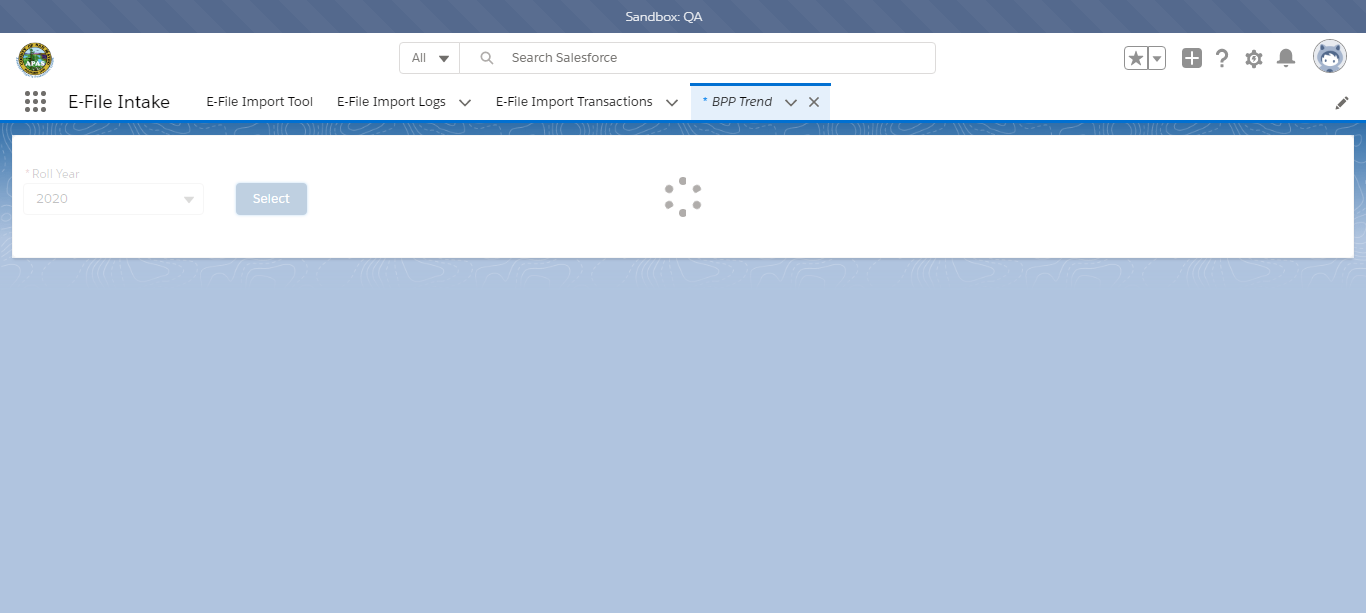 Sandbox: QA
APAS
All
Search Salesforce
E-File Intake
E-File Import Tool
E-File Import Logs
E-File Import Transactions
* BPP Trend
* Roll Year
2020
Select